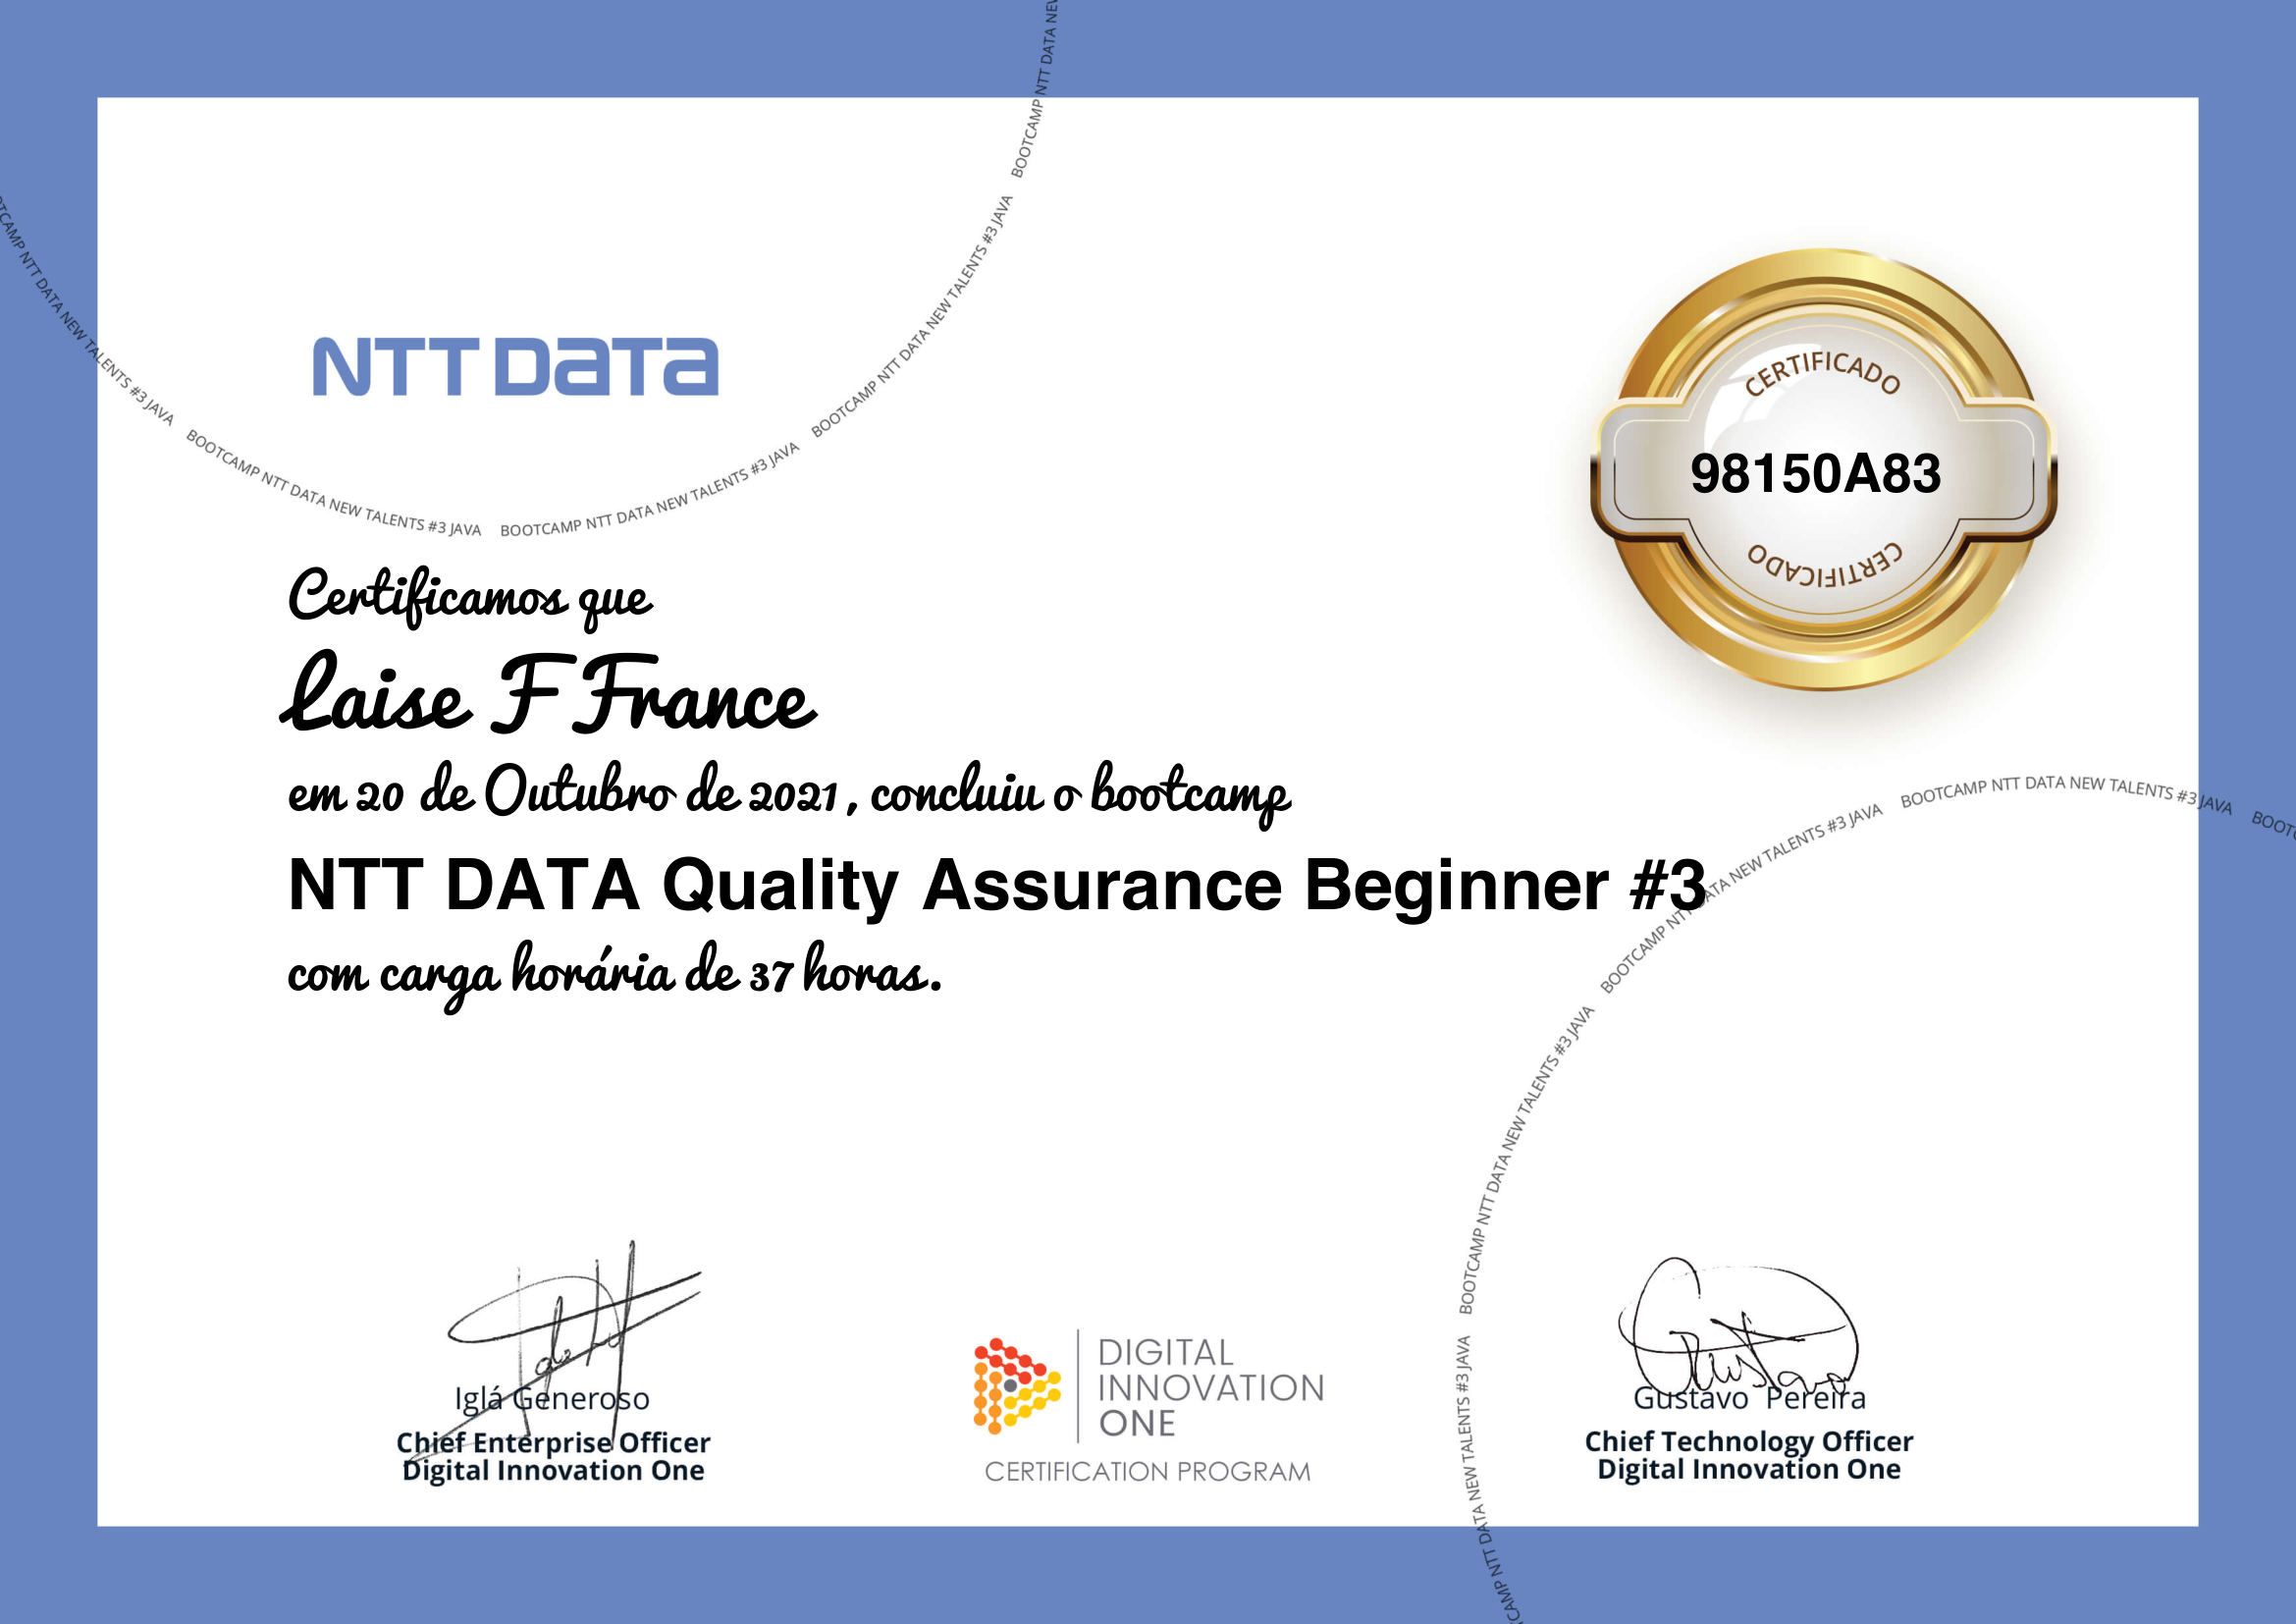 BOOTCAMP NTT DATA NEW TALENTS #3 JAVA BOOTCAMP NTT DATA NEW TALENTS #3 JAVA BOOTCAMP NTT DATA NEW TALENTS #3 JAVA BOOTCAMP NTT DATA NEW TALENTS #3 JAVA BOOTCAMP NTT DATA
NTT DATA
CERTIFICADO
98150A83
CERTIFICADO
Certificamos que
Laise F France
em 20 de Outubro de 2021, concluiu o bootcamp
NTT DATA Quality Assurance Beginner #3
com carga horária de 37 horas.
BOOTCAMP NTT DATA NEW TALENTS #3 JAVA BOOTCAMP NTT DATA NEW TALENTS #3 JAVA BOOTCAMP NTT DATA NEW TALENTS #3 JAVA BOOTCAMP NTT DATA NEW TALENTS #3 JAVA
Iglá Generoso
Chief Enterprise Officer
Digital Innovation One
DIGITAL
INNOVATION
ONE
CERTIFICATION PROGRAM
Gustavo
Gustavo Pereira
Chief Technology Officer
Digital Innovation One